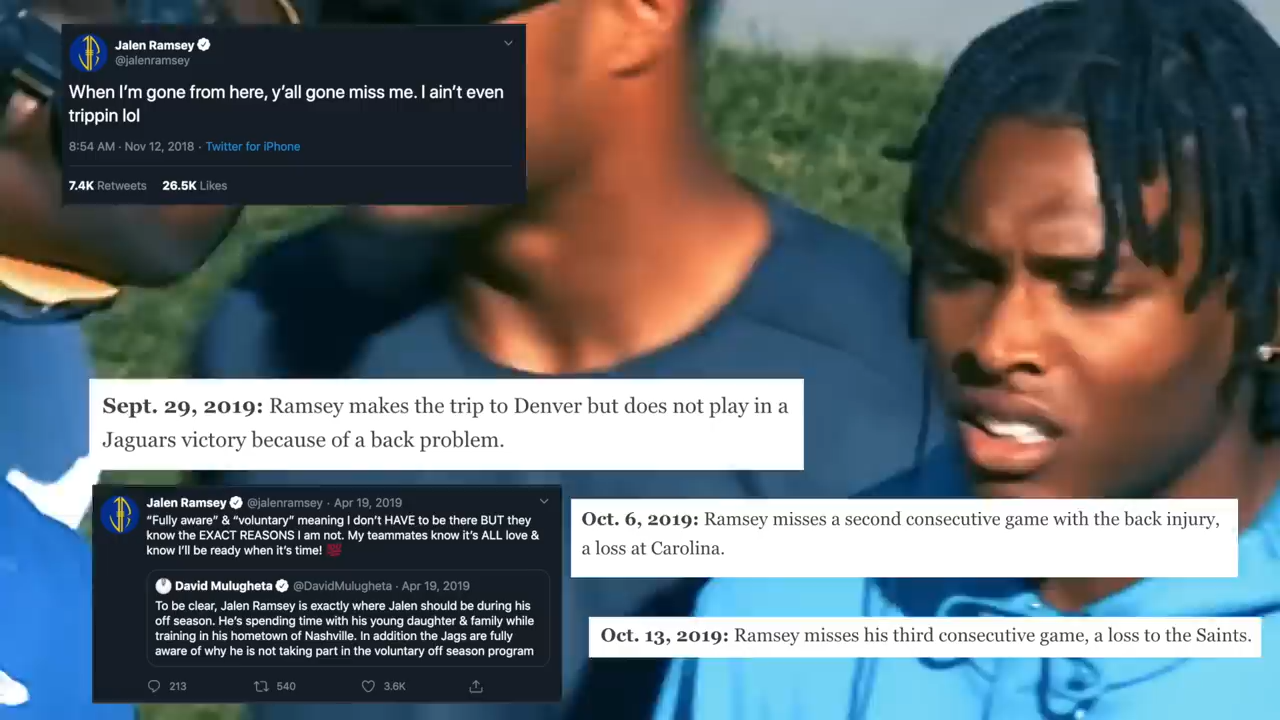 Jalen Ramsey
@jalenramsey
When I'm gone from here, y'all gone miss me. I ain't even
trippin lol
8:54 AM · Nov 12, 2018 · Twitter for iPhone
7.4K Retweets 26.5K Likes
Sept. 29, 2019: Ramsey makes the trip to Denver but does not play in a
Jaguars victory because of a back problem.
Jalen Ramsey @jalenramsey · Apr 19, 2019
“Fully aware” & “voluntary” meaning I don’t HAVE to be there BUT they
know the EXACT REASONS I am not. My teammates know it’s ALL love &
know I’ll be ready when it’s time! 💯
David Mulugheta @DavidMulugheta · Apr 19, 2019
To be clear, Jalen Ramsey is exactly where Jalen should be during his
off season. He’s spending time with his young daughter & family while
training in his hometown of Nashville. In addition the Jags are fully
aware of why he is not taking part in the voluntary off season program
213 540 3.6K
Oct. 6, 2019: Ramsey misses a second consecutive game with the back injury,
a loss at Carolina.
Oct. 13, 2019: Ramsey misses his third consecutive game, a loss to the Saints.